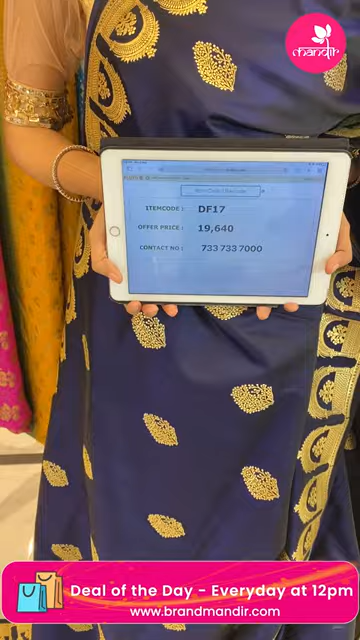 mandir
ITEMCODE : DF17
OFFER PRICE : 19,640
CONTACT NO : 733 733 7000
Deal of the Day - Everyday at 12pm
www.brandmandir.com